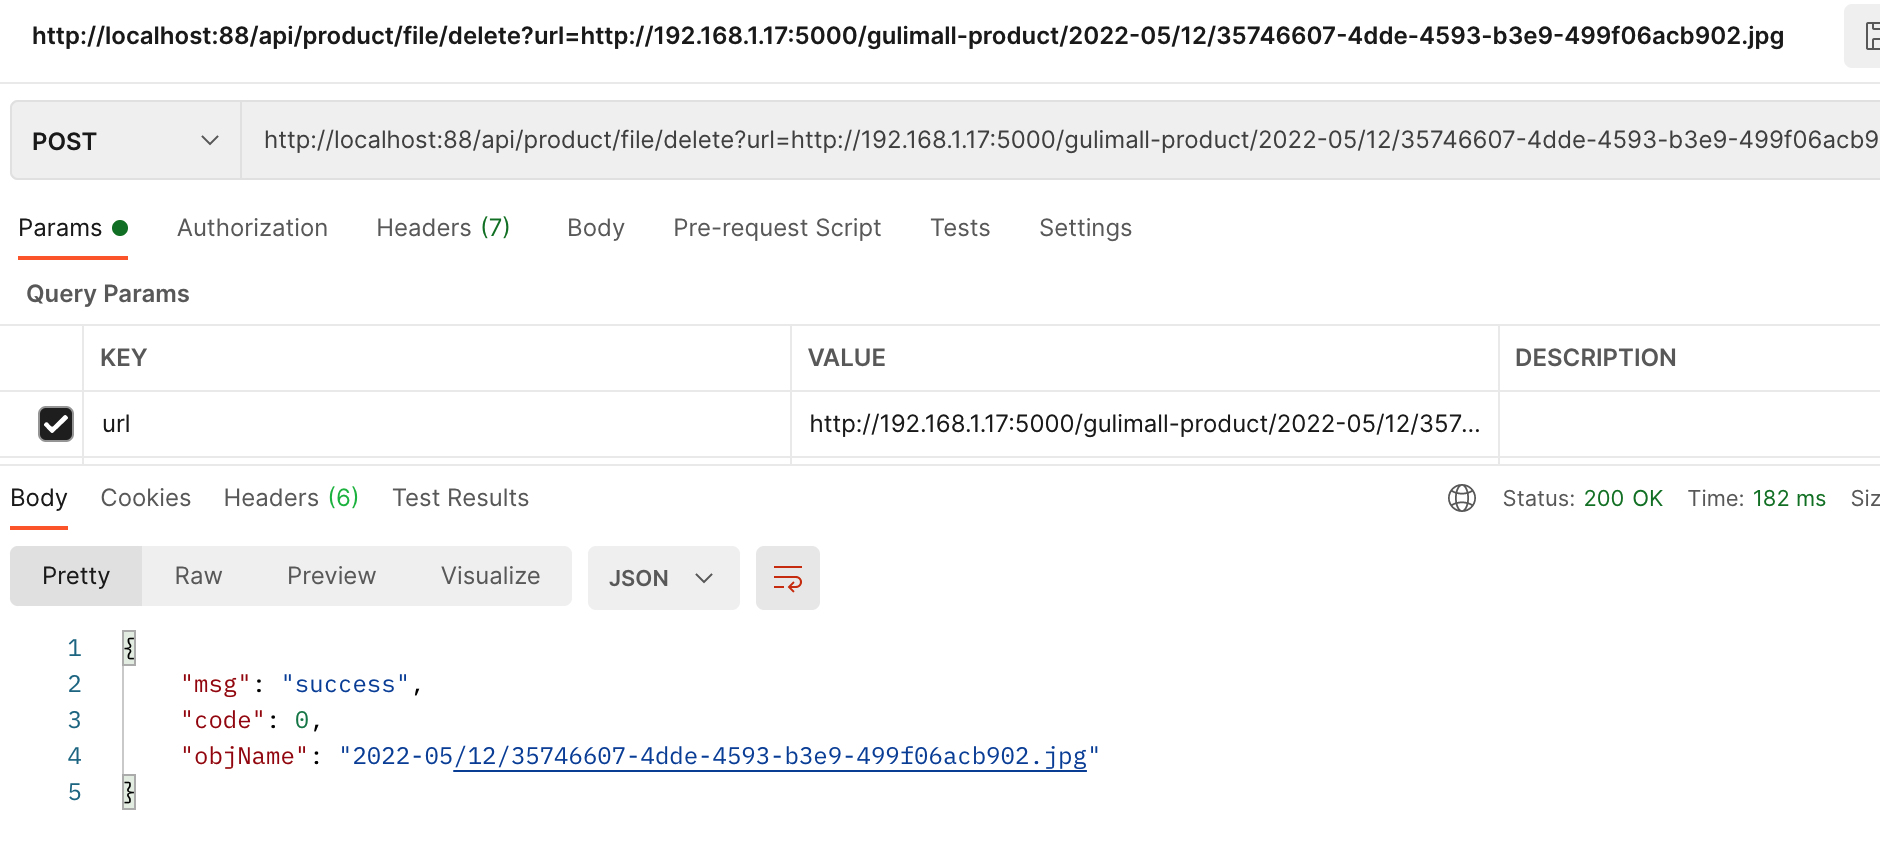 http://localhost:88/api/product/file/delete?url=http://192.168.1.17:5000/gulimall-product/2022-05/12/35746607-4dde-4593-b3e9-499f06acb902.jpg
POST http://localhost:88/api/product/file/delete?url=http://192.168.1.17:5000/gulimall-product/2022-05/12/35746607-4dde-4593-b3e9-499f06acb9
Params Authorization Headers (7) Body Pre-request Script Tests Settings
Query Params
KEY VALUE DESCRIPTION
url http://192.168.1.17:5000/gulimall-product/2022-05/12/357...
Body Cookies Headers (6) Test Results Status: 200 OK Time: 182 ms Siz
Pretty Raw Preview Visualize JSON
1 {
2 "msg": "success",
3 "code": 0,
4 "objName": "2022-05/12/35746607-4dde-4593-b3e9-499f06acb902.jpg"
5 }